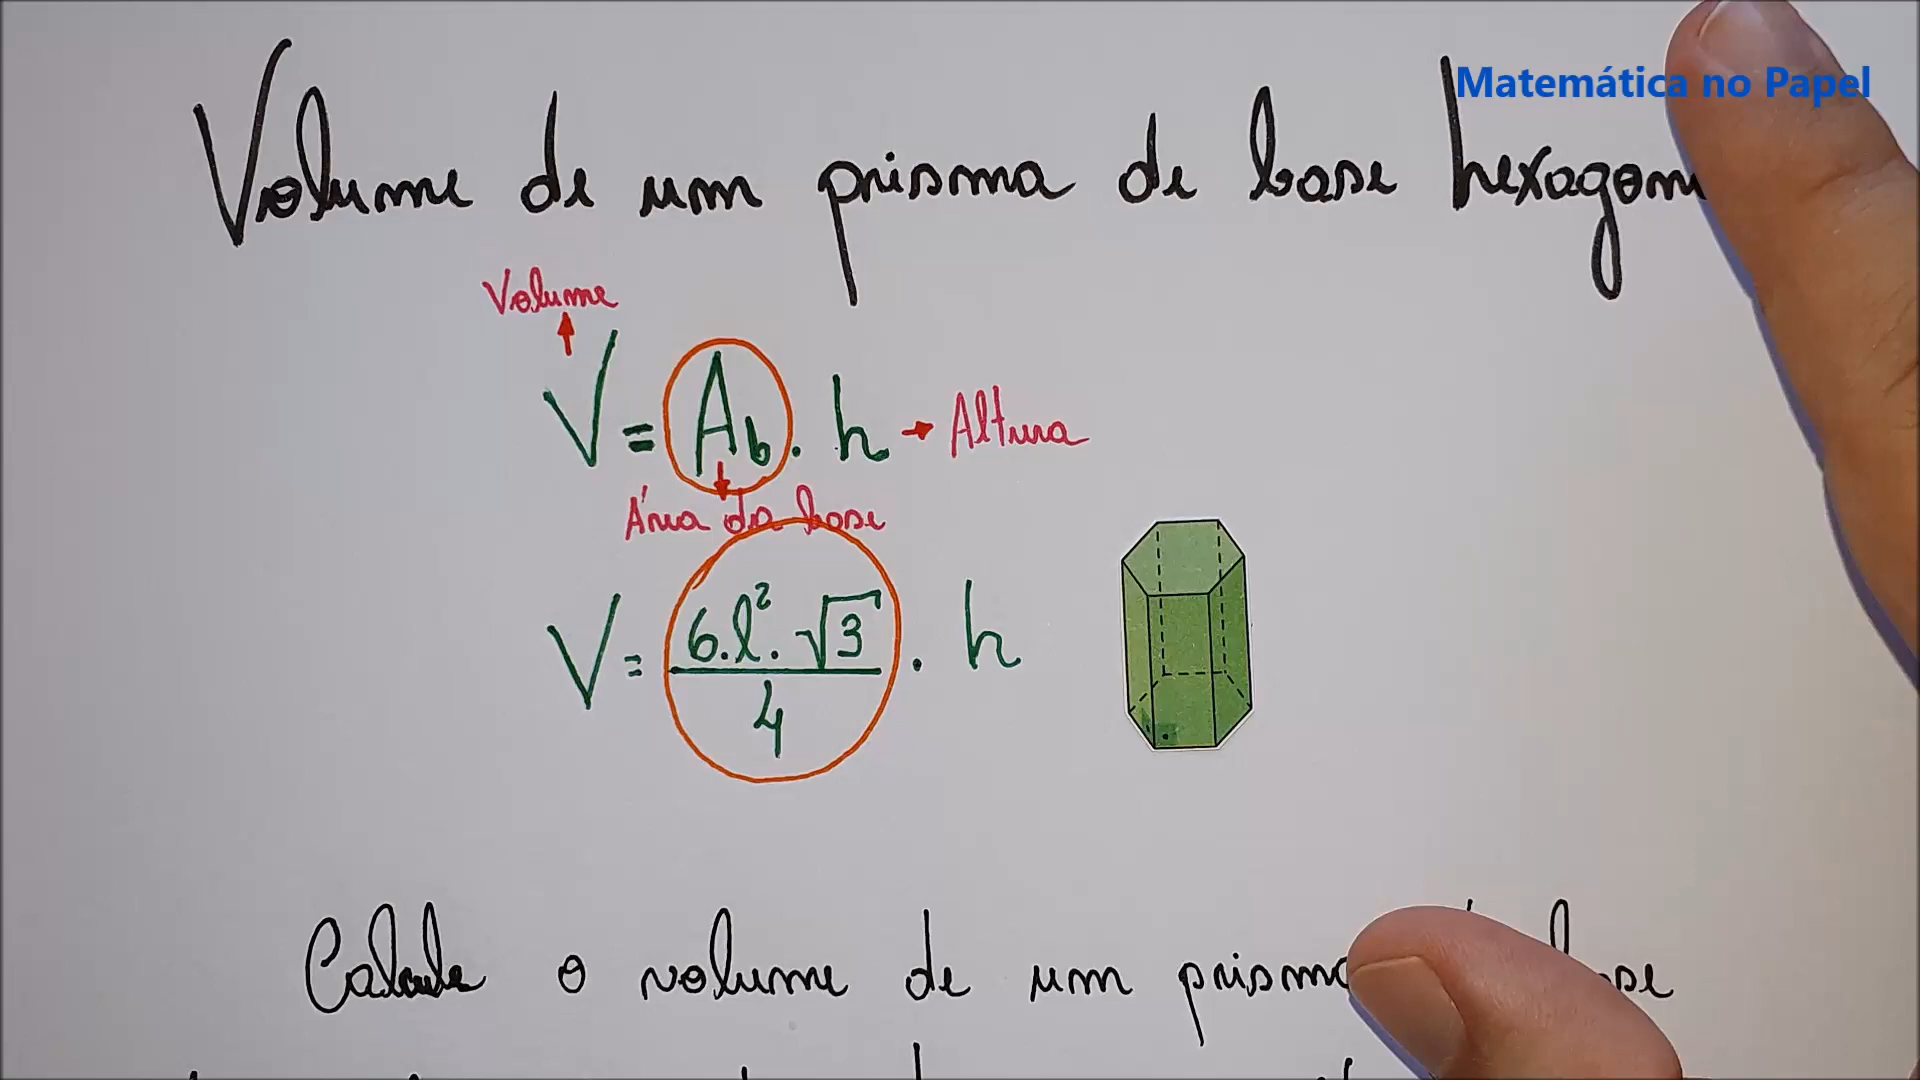 Matemática no Papel
Volume de um prisma de base hexagon
Volume
V = Ab . h → Altura
Área da base
V = 6.l². √3 / 4 . h
Calcule o volume de um prisma